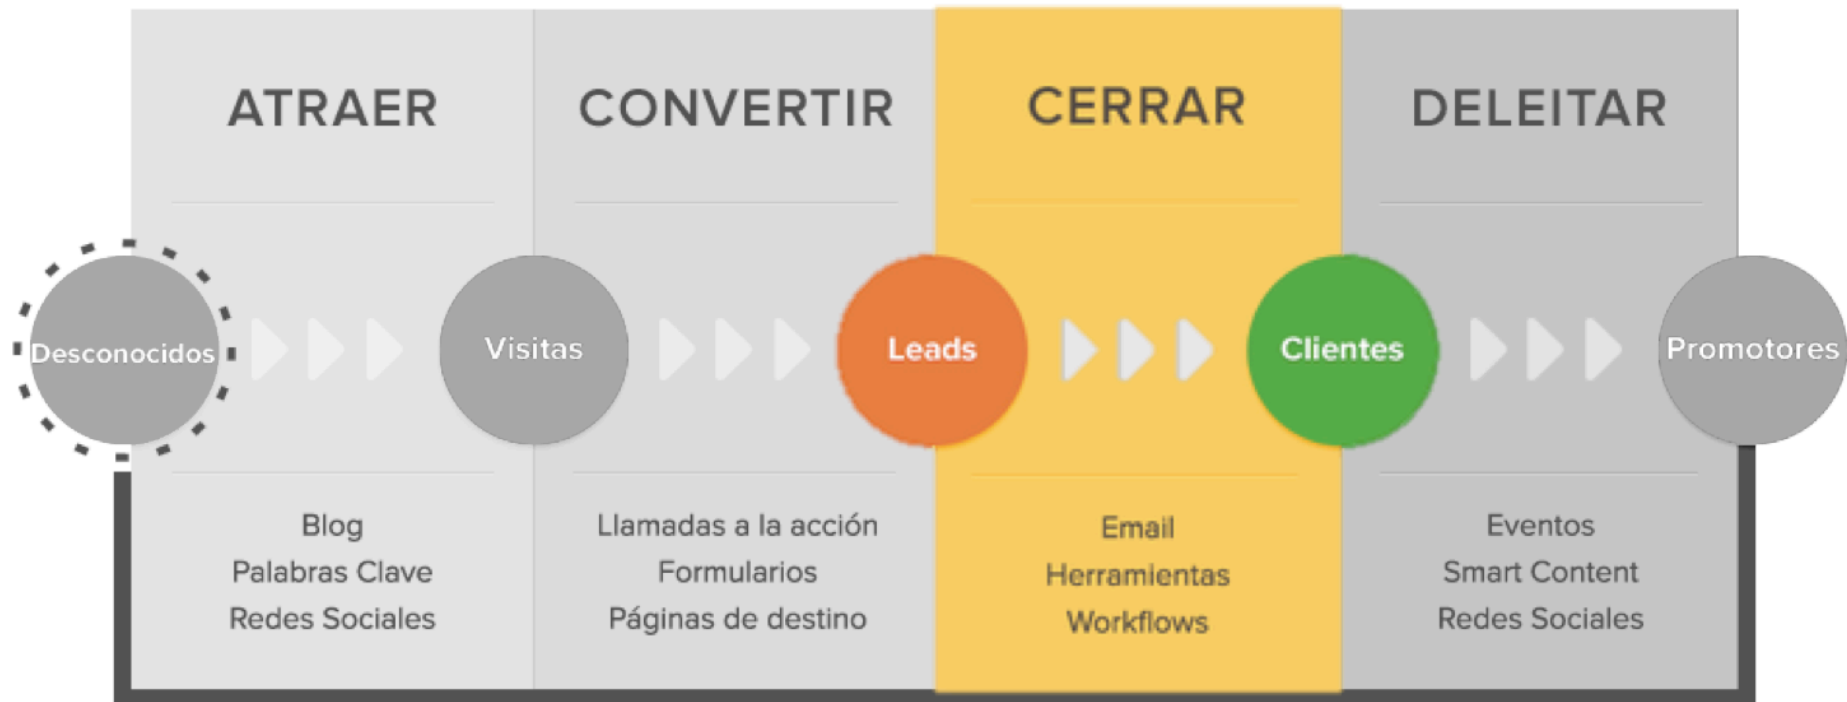 ATRAER
CONVERTIR
CERRAR
DELEITAR
Desconocidos
Visitas
Leads
Clientes
Promotores
Blog
Palabras Clave
Redes Sociales
Llamadas a la acción
Formularios
Páginas de destino
Email
Herramientas
Workflows
Eventos
Smart Content
Redes Sociales